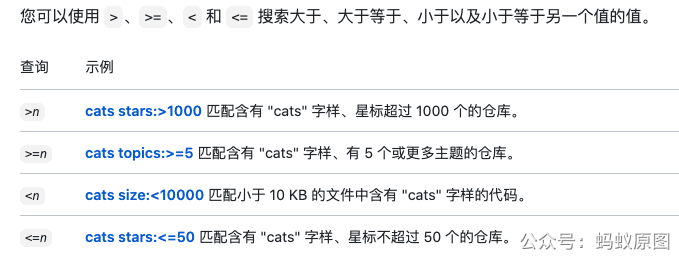 您可以使用 >、>=、< 和 <= 搜索大于、大于等于、小于以及小于等于另一个值的值。
查询 示例
>n cats stars:>1000 匹配含有 "cats" 字样、星标超过 1000 个的仓库。
>=n cats topics:>=5 匹配含有 "cats" 字样、有 5 个或更多主题的仓库。
<n cats size:<10000 匹配小于 10 KB 的文件中含有 "cats" 字样的代码。
<=n cats stars:<=50 匹配含有 "cats" 字样、星标不超过 50 个的仓库。
公众号：蚂蚁原图